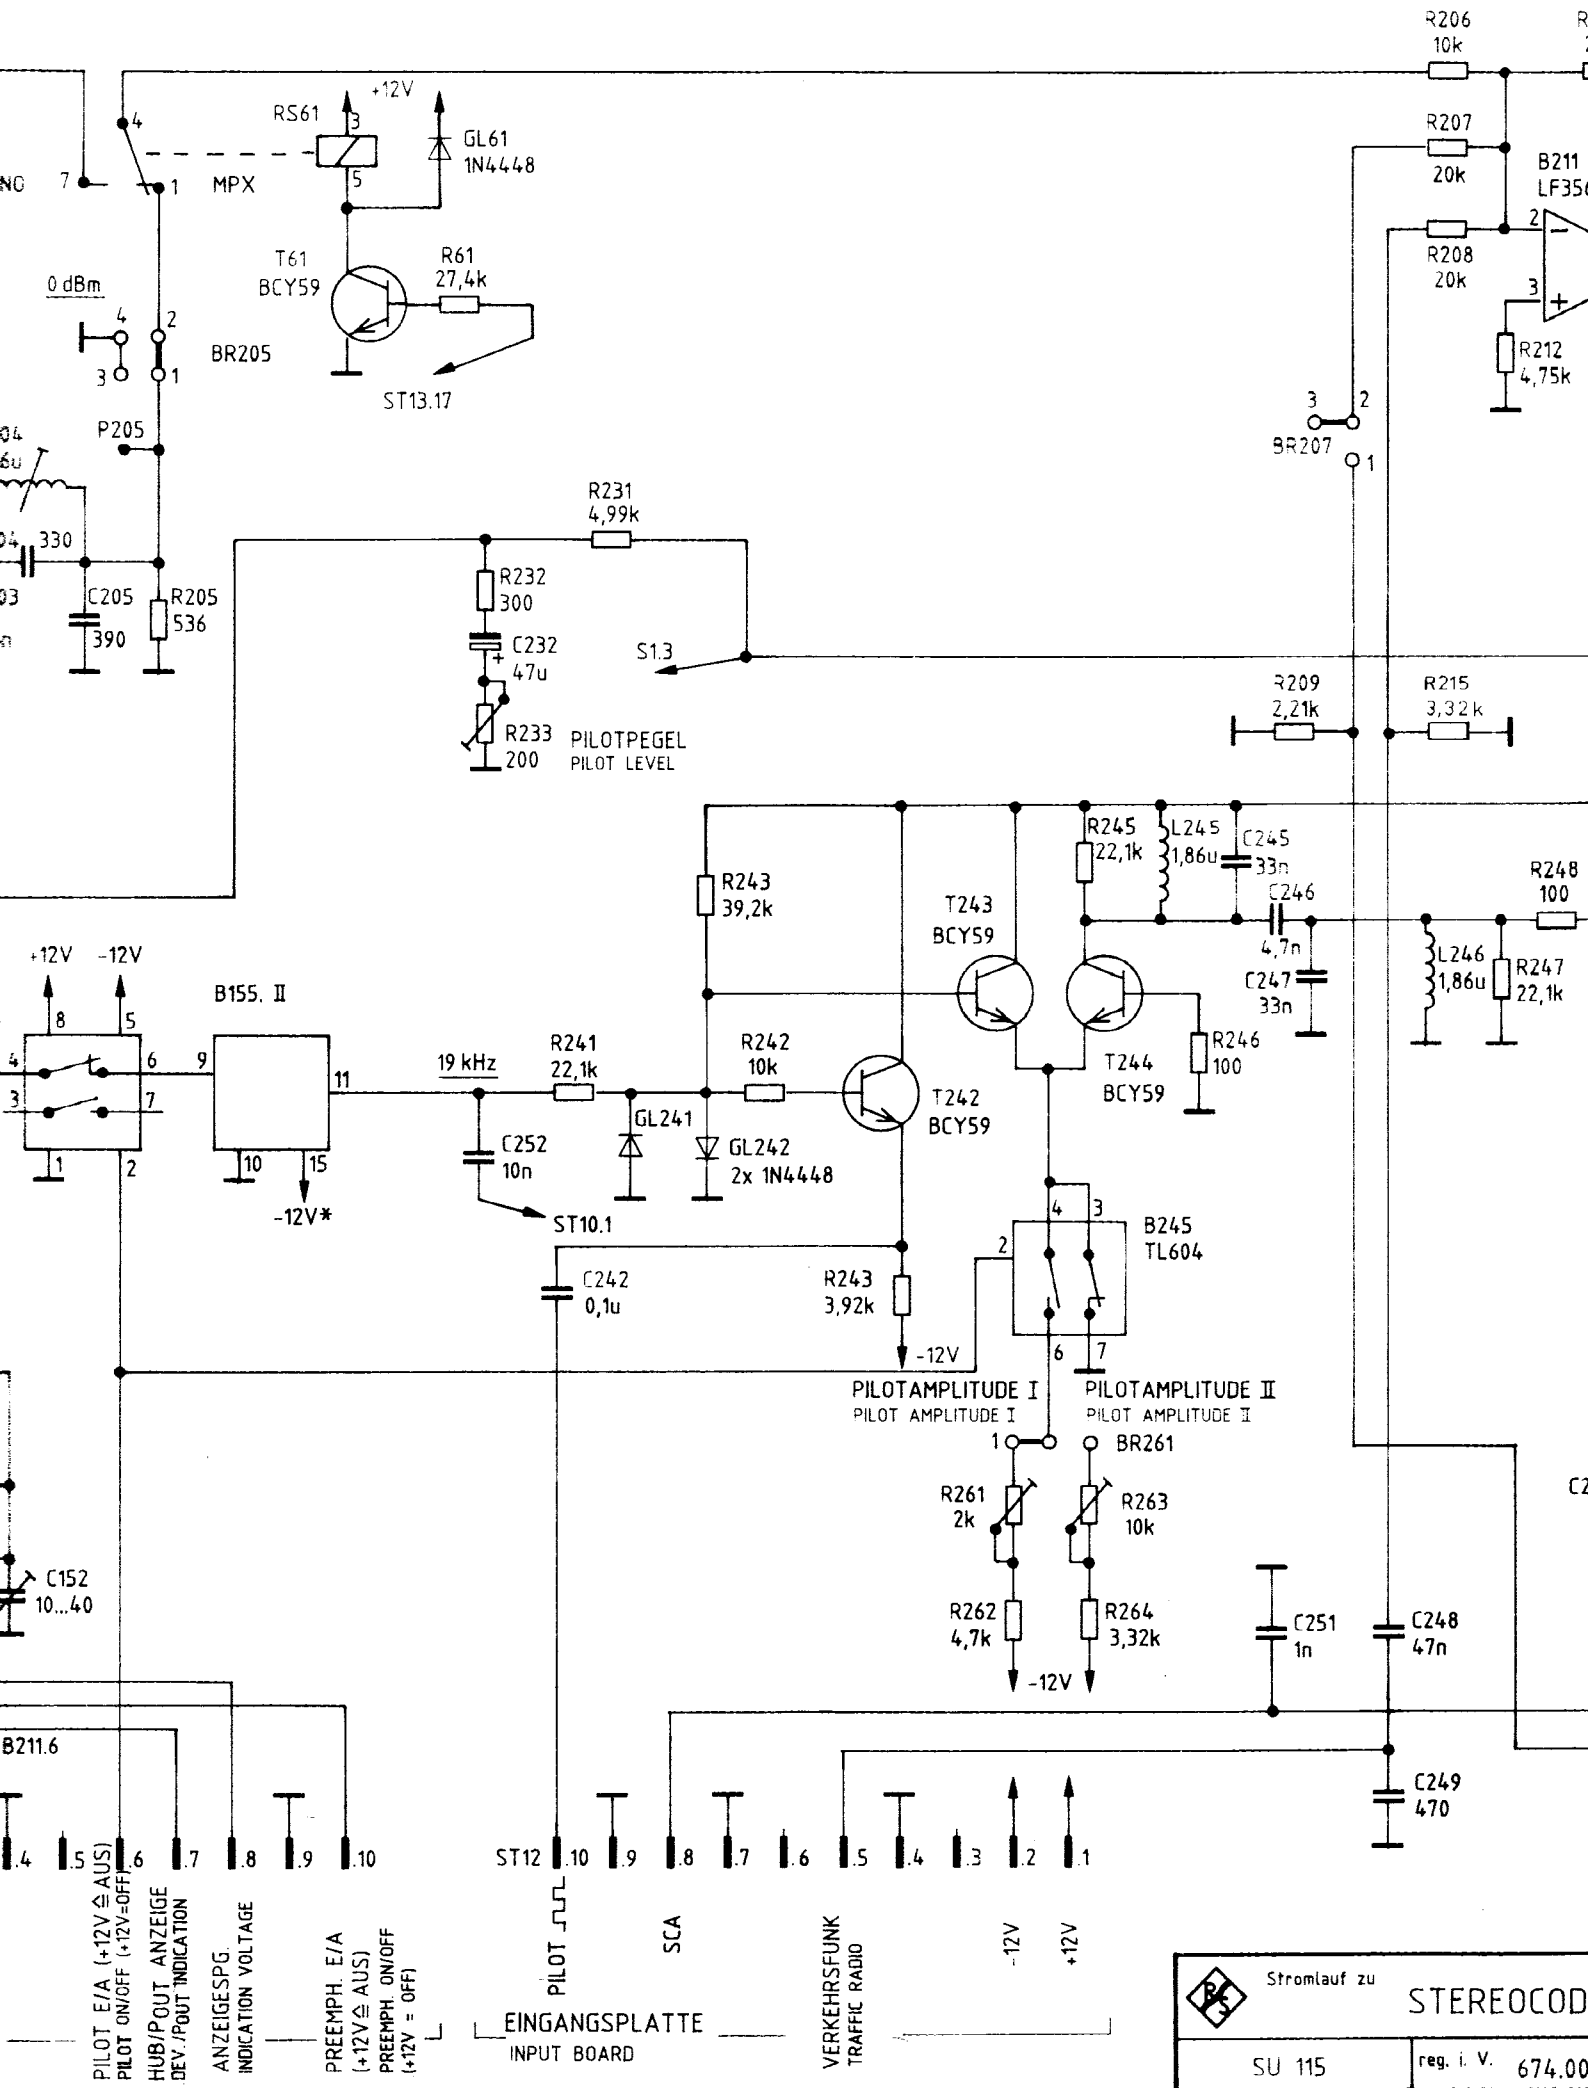 R206
10k
+12V
RS61
3
4
GL61
1N4448
R207
20k
B211
LF356
7
1
MPX
5
2
R208
20k
3
T61
BCY59
R61
27,4k
0 dBm
4
2
3
1
BR205
R212
4,75k
ST13.17
3
2
BR207
1
P205
R231
4,99k
330
R232
300
C205
390
R205
536
C232
+
47u
S1.3
R209
2,21k
R215
3,32k
R233
200
PILOTPEGEL
PILOT LEVEL
R245
22,1k
L245
1,86u
C245
33n
R243
39,2k
T243
BCY59
C246
4,7n
R248
100
C247
33n
L246
1,86u
R247
22,1k
+12V
-12V
B155. II
8
5
4
6
9
3
7
11
1
2
10
15
-12V*
19 kHz
R241
22,1k
R242
10k
R246
100
T244
BCY59
T242
BCY59
GL241
GL242
2x 1N4448
C252
10n
ST10.1
4
3
2
B245
TL604
C242
0,1u
R243
3,92k
-12V
6
7
PILOTAMPLITUDE I
PILOT AMPLITUDE I
PILOTAMPLITUDE II
PILOT AMPLITUDE II
1
BR261
R261
2k
R263
10k
C152
10...40
R262
4,7k
R264
3,32k
C251
1n
C248
47n
-12V
B211.6
C249
470
.4
.5
.6
.7
.8
.9
.10
ST12
.10
.9
.8
.7
.6
.5
.4
.3
.2
.1
PILOT E/A (+12V ≙ AUS)
PILOT ON/OFF (+12V=OFF)
HUB/POUT ANZEIGE
DEV./POUT INDICATION
ANZEIGESPG.
INDICATION VOLTAGE
PREEMPH. E/A
(+12V ≙ AUS)
PREEMPH. ON/OFF
(+12V = OFF)
PILOT
SCA
VERKEHRSFUNK
TRAFFIC RADIO
-12V
+12V
EINGANGSPLATTE
INPUT BOARD
R&S
Stromlauf zu
STEREOCOD
SU 115
reg. i. V.
674.00